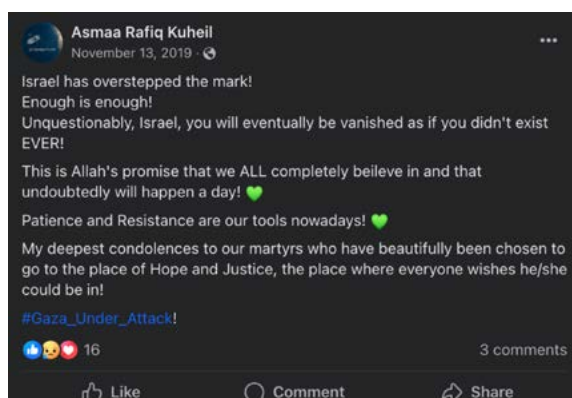 Asmaa Rafiq Kuheil
November 13, 2019 ·
Israel has overstepped the mark!
Enough is enough!
Unquestionably, Israel, you will eventually be vanished as if you didn't exist
EVER!
This is Allah's promise that we ALL completely beileve in and that
undoubtedly will happen a day! 💚
Patience and Resistance are our tools nowadays! 💚
My deepest condolences to our martyrs who have beautifully been chosen to
go to the place of Hope and Justice, the place where everyone wishes he/she
could be in!
#Gaza_Under_Attack!
16 3 comments
Like Comment Share